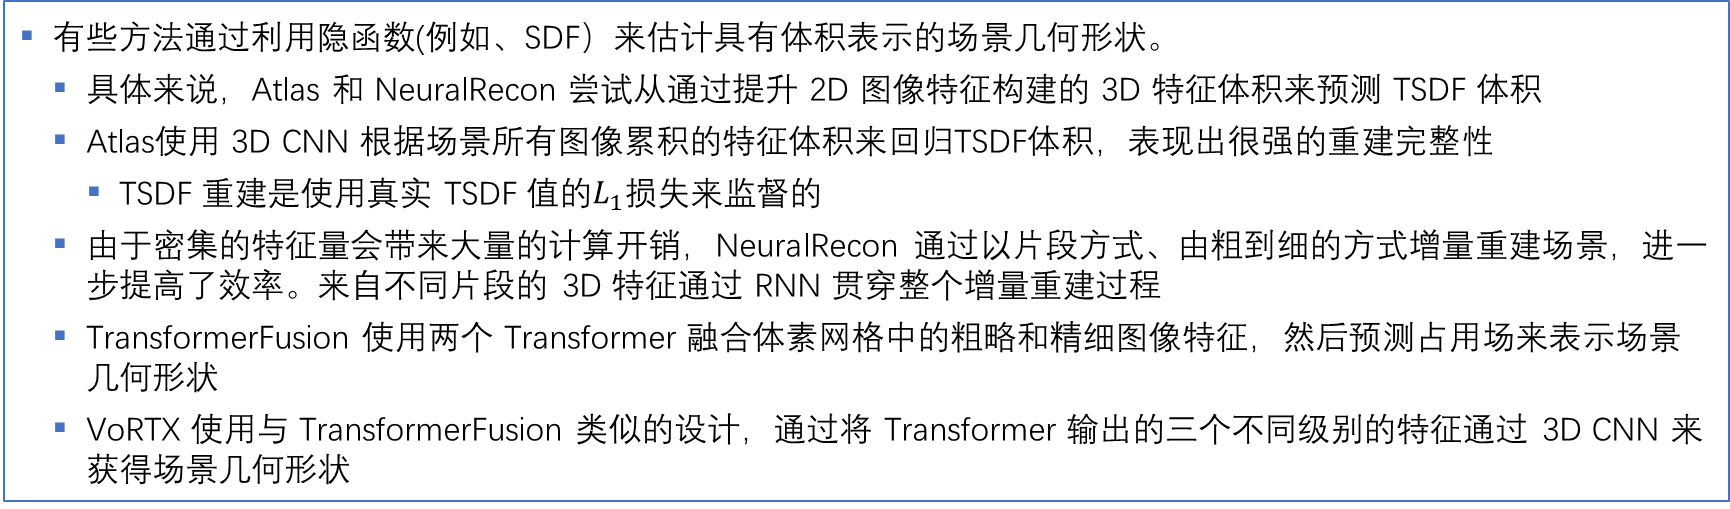 ▪ 有些方法通过利用隐函数(例如、SDF）来估计具有体积表示的场景几何形状。
▪ 具体来说，Atlas 和 NeuralRecon 尝试从通过提升 2D 图像特征构建的 3D 特征体积来预测 TSDF 体积
▪ Atlas使用 3D CNN 根据场景所有图像累积的特征体积来回归TSDF体积，表现出很强的重建完整性
▪ TSDF 重建是使用真实 TSDF 值的L₁损失来监督的
▪ 由于密集的特征量会带来大量的计算开销，NeuralRecon 通过以片段方式、由粗到细的方式增量重建场景，进一
步提高了效率。来自不同片段的 3D 特征通过 RNN 贯穿整个增量重建过程
▪ TransformerFusion 使用两个 Transformer 融合体素网格中的粗略和精细图像特征，然后预测占用场来表示场景
几何形状
▪ VoRTX 使用与 TransformerFusion 类似的设计，通过将 Transformer 输出的三个不同级别的特征通过 3D CNN 来
获得场景几何形状